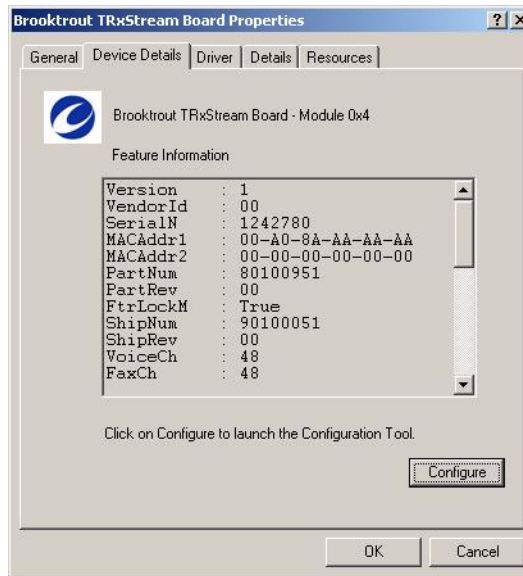 Brooktrout TRxStream Board Properties
General Device Details Driver Details Resources
Brooktrout TRxStream Board - Module 0x4
Feature Information
Version : 1
VendorId : 00
SerialN : 1242780
MACAddr1 : 00-A0-8A-AA-AA-AA
MACAddr2 : 00-00-00-00-00-00
PartNum : 80100951
PartRev : 00
FtrLockM : True
ShipNum : 90100051
ShipRev : 00
VoiceCh : 48
FaxCh : 48
Click on Configure to launch the Configuration Tool.
Configure
OK Cancel